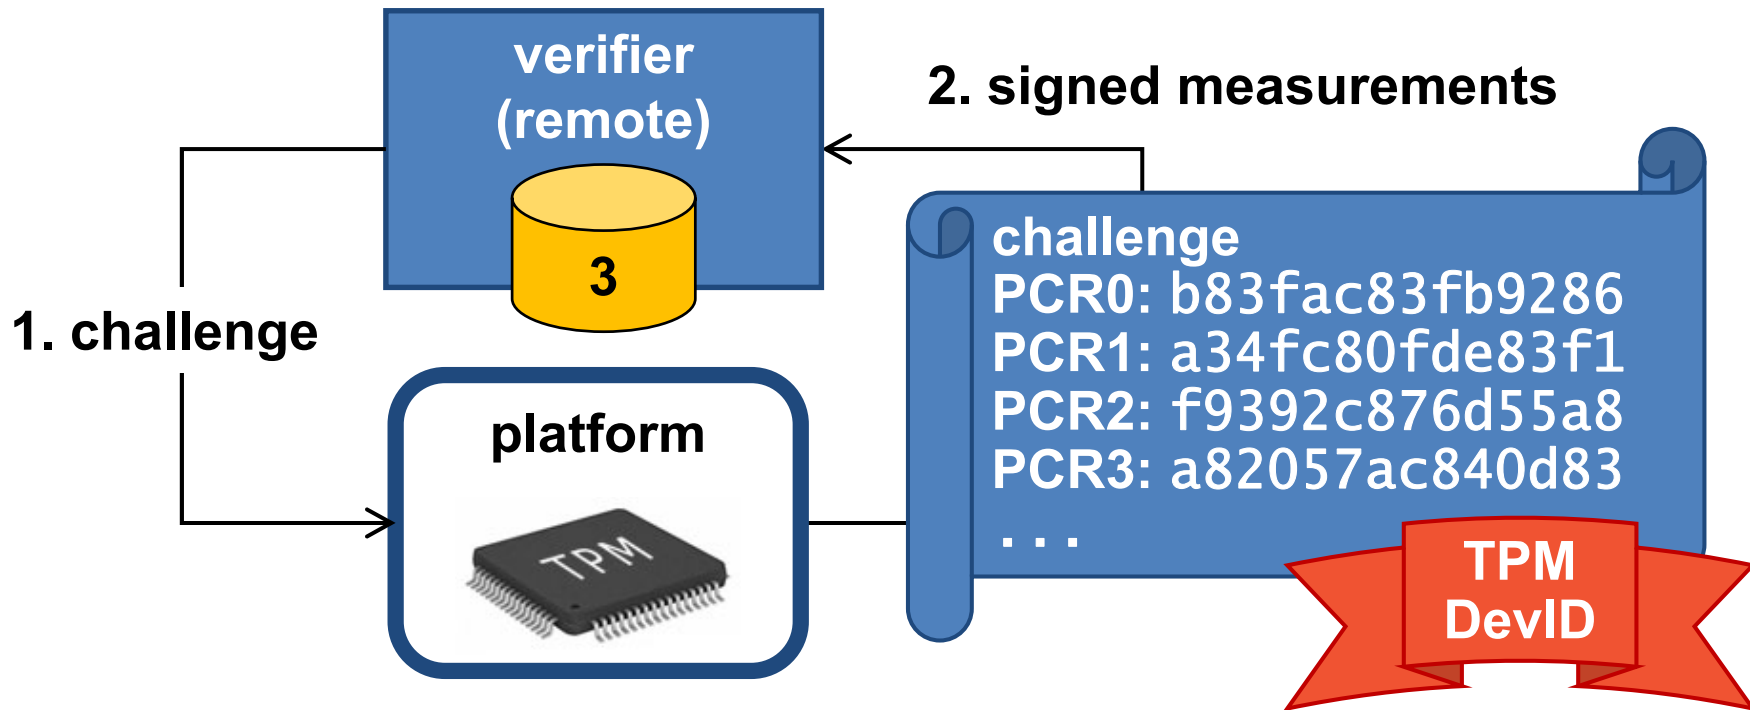 verifier
(remote)
3
2. signed measurements
1. challenge
platform
TPM
challenge
PCR0: b83fac83fb9286
PCR1: a34fc80fde83f1
PCR2: f9392c876d55a8
PCR3: a82057ac840d83
...
TPM
DevID